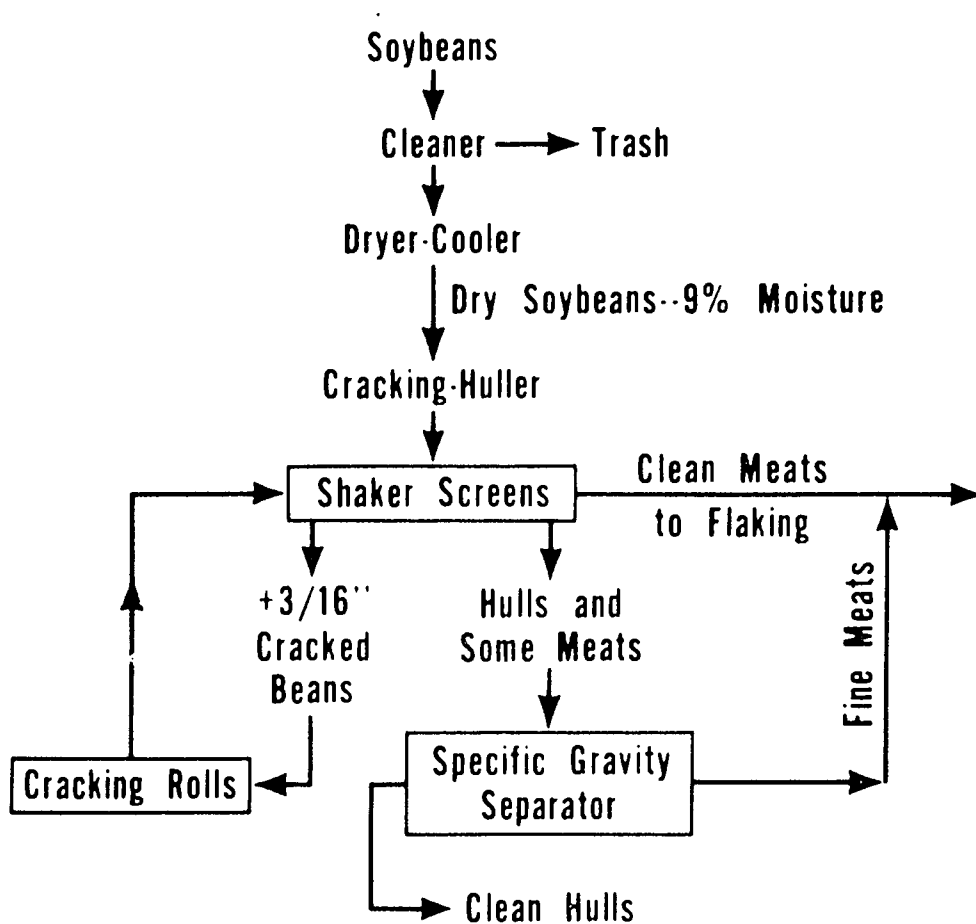 Soybeans
Cleaner
Trash
Dryer-Cooler
Dry Soybeans--9% Moisture
Cracking-Huller
Shaker Screens
Clean Meats
to Flaking
+3/16"
Cracked
Beans
Hulls and
Some Meats
Fine Meats
Cracking Rolls
Specific Gravity
Separator
Clean Hulls